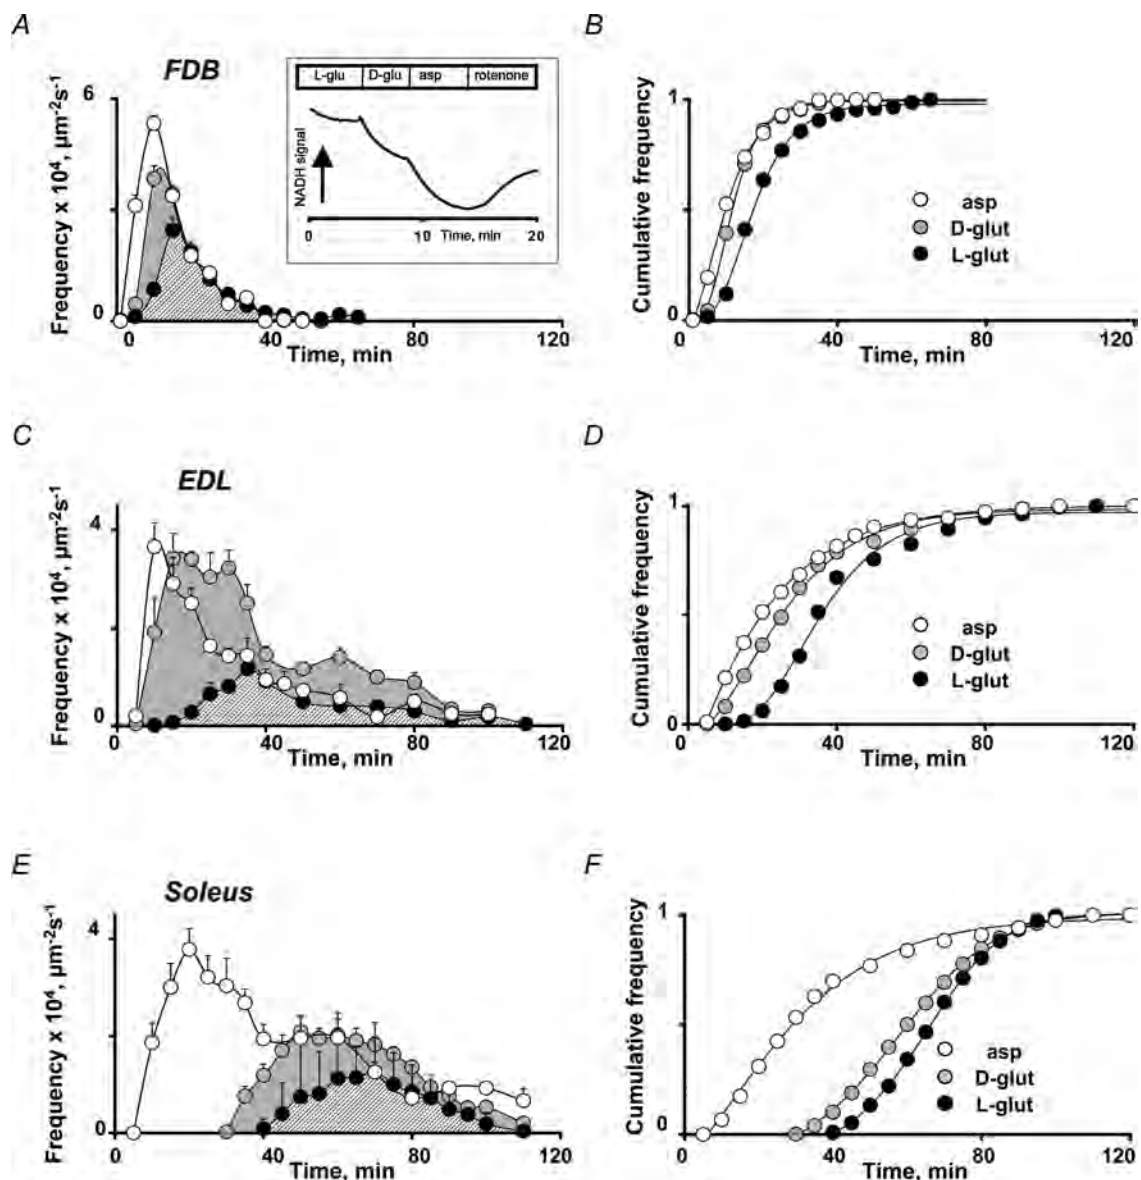 A
FDB
Frequency x 10⁴, µm⁻²s⁻¹
6
3
0
0
40
80
120
Time, min
L-glu D-glu asp rotenone
NADH signal
0 10 Time, min 20
B
Cumulative frequency
1
0
asp
D-glut
L-glut
0 40 80 120
Time, min
C
EDL
Frequency x 10⁴, µm⁻²s⁻¹
4
0
0 40 80 120
Time, min
D
Cumulative frequency
1
0
asp
D-glut
L-glut
0 40 80 120
Time, min
E
Soleus
Frequency x 10⁴, µm⁻²s⁻¹
4
2
0
0 40 80 120
Time, min
F
Cumulative frequency
1
0
asp
D-glut
L-glut
0 40 80 120
Time, min